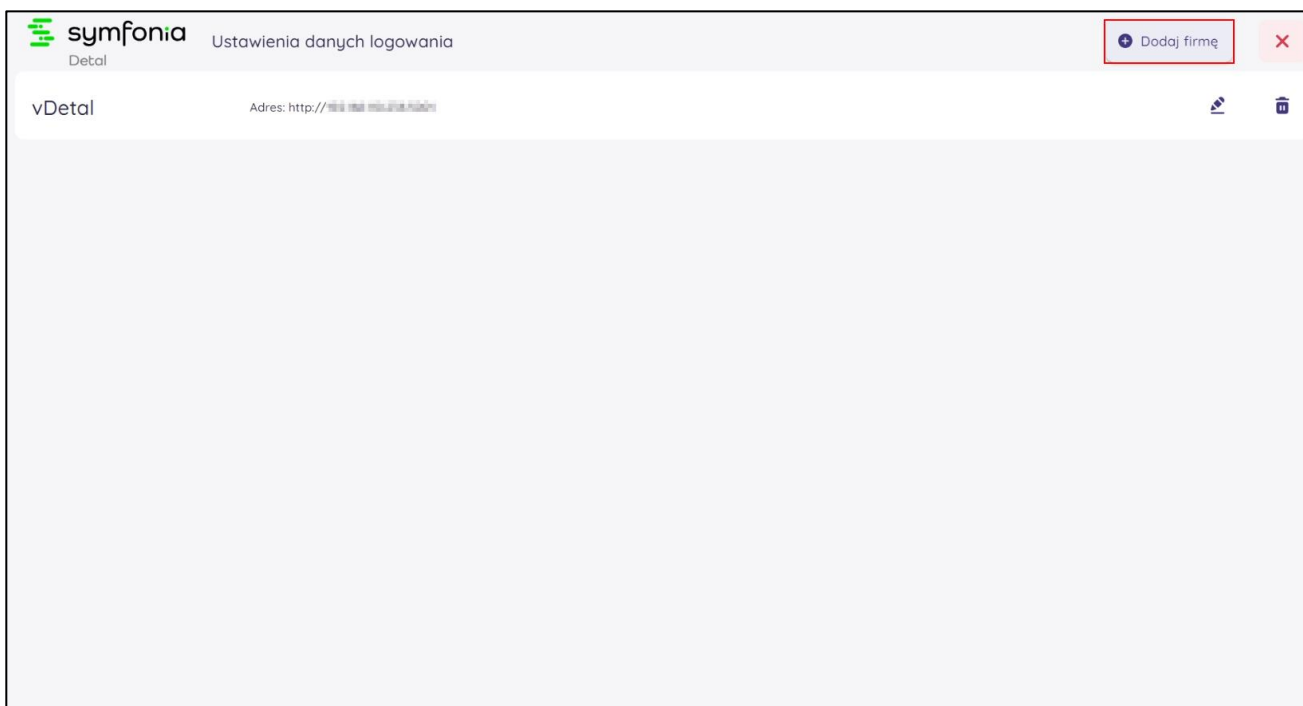 symfonia
Detal
Ustawienia danych logowania
Dodaj firmę
vDetal
Adres: http://